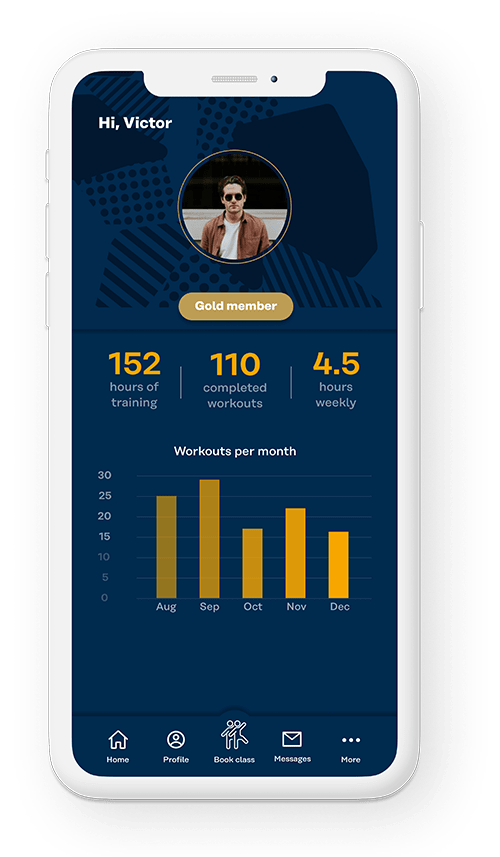 Hi, Victor
Gold member
152
hours of
training
110
completed
workouts
4.5
hours
weekly
Workouts per month
30
25
20
15
10
5
0
Aug Sep Oct Nov Dec
Home Profile Book class Messages More